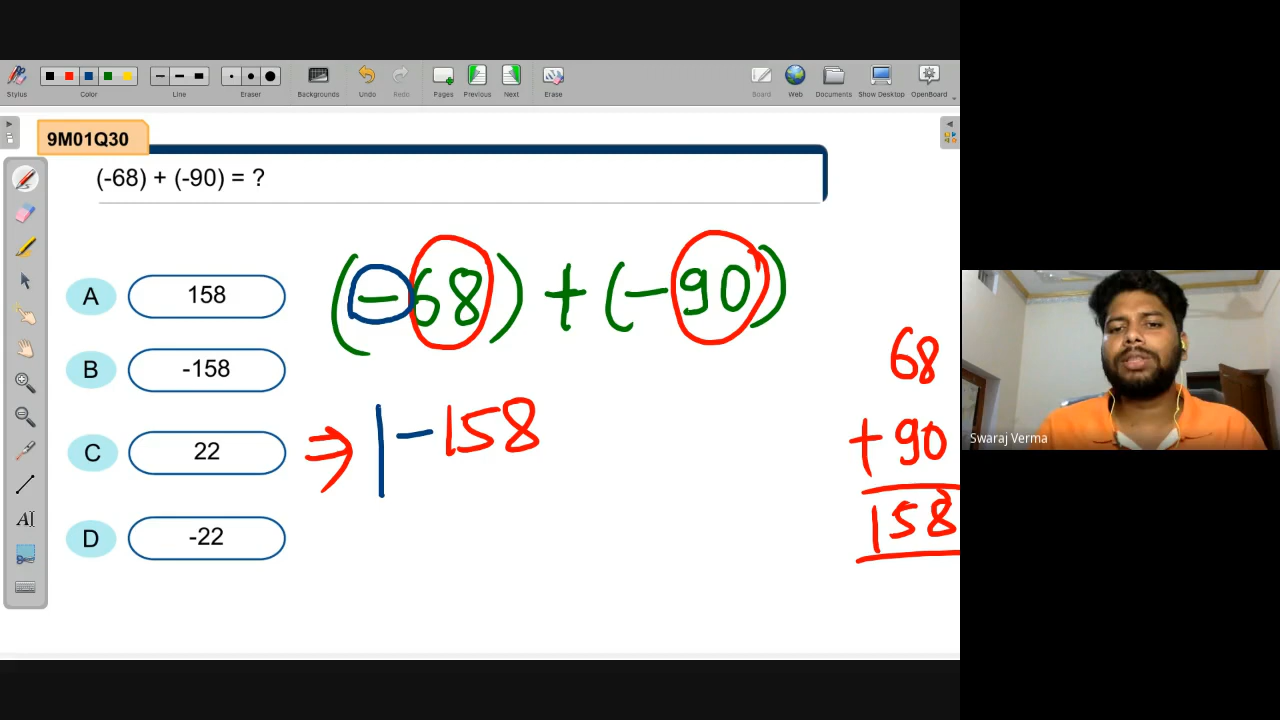 Stylus Color Line Eraser Backgrounds Undo Redo Pages Previous Next Erase Board Web Documents Show Desktop OpenBoard
9M01Q30
(-68) + (-90) = ?
A 158
B -158
C 22
D -22
(-68) + (-90)
⇒ | -158
68
+ 90
158
Swaraj Verma
AI